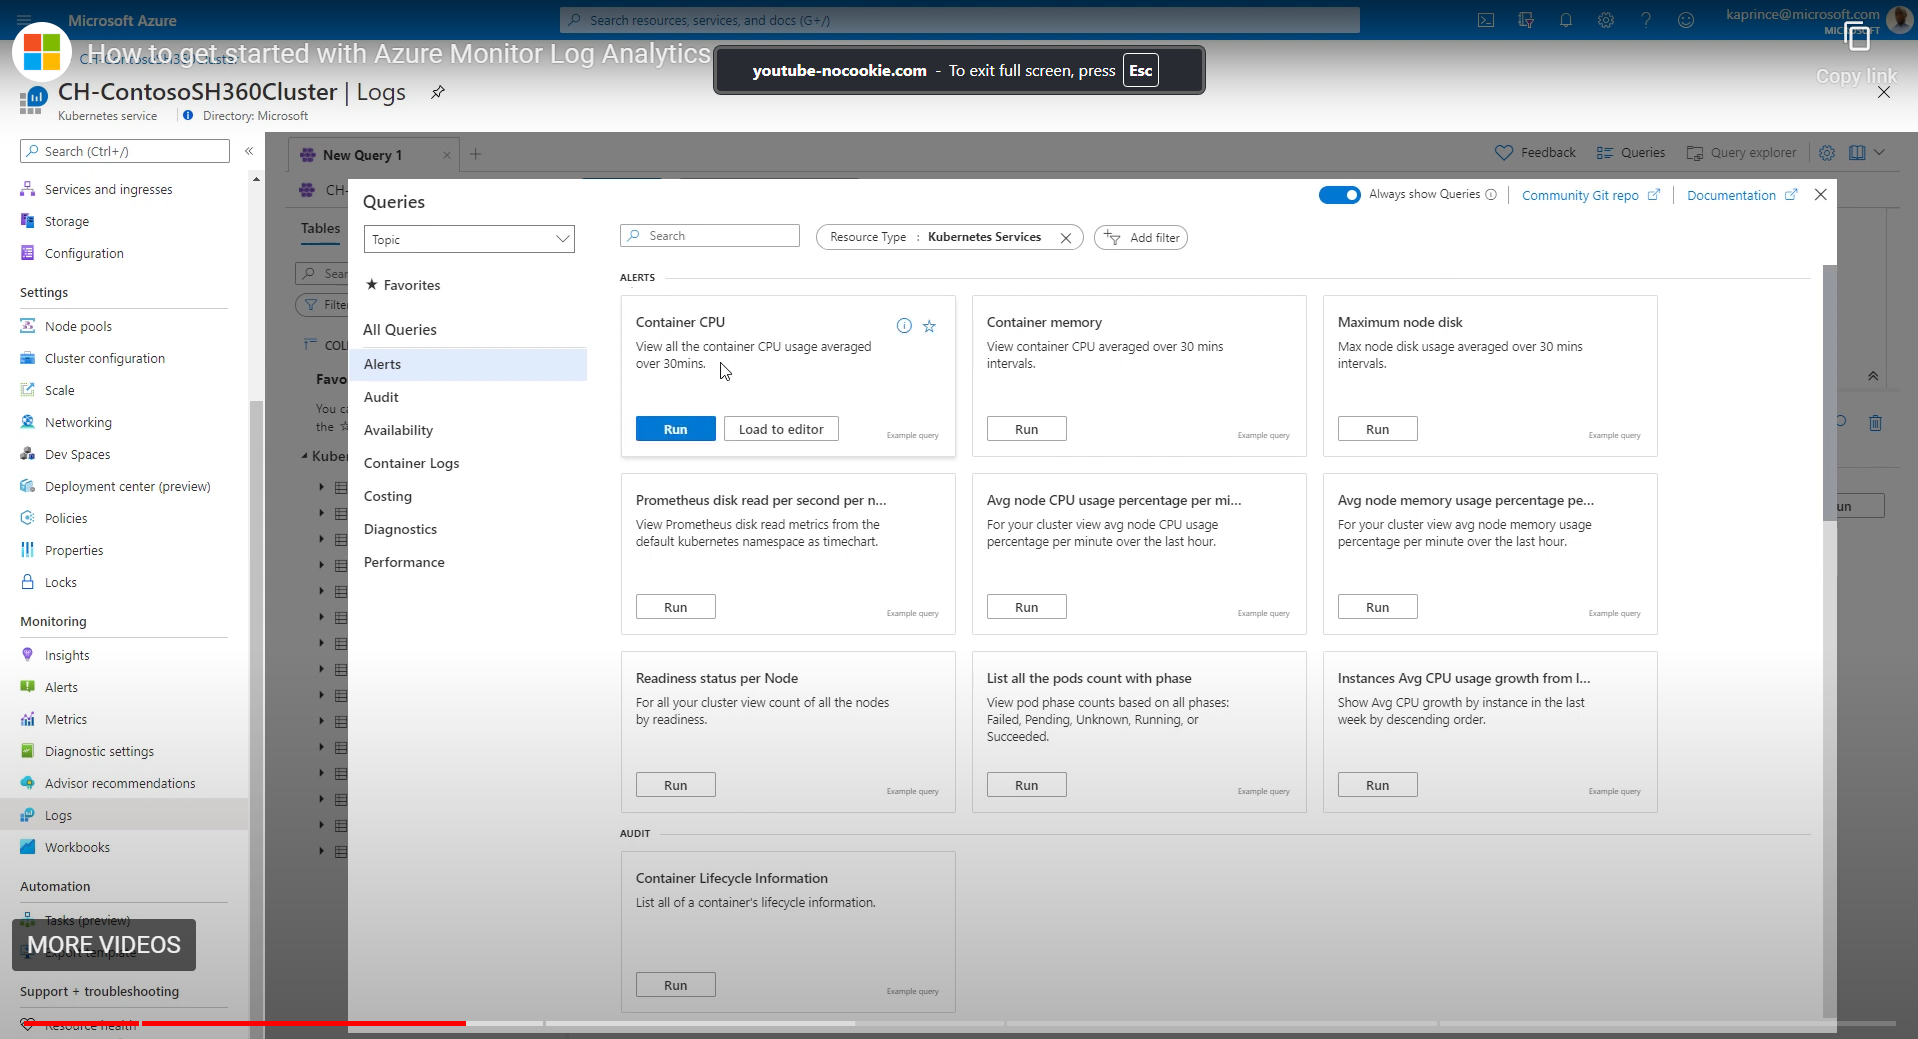 Microsoft Azure
Search resources, services, and docs (G+/)
kaprince@microsoft.com
How to get started with Azure Monitor Log Analytics
youtube-nocookie.com - To exit full screen, press Esc
Copy link
CH-ContosoSH360Cluster | Logs
Kubernetes service
Directory: Microsoft
Search (Ctrl+/)
«
Services and ingresses
Storage
Configuration
Settings
Node pools
Cluster configuration
Scale
Networking
Dev Spaces
Deployment center (preview)
Policies
Properties
Locks
Monitoring
Insights
Alerts
Metrics
Diagnostic settings
Advisor recommendations
Logs
Workbooks
Automation
Tasks (preview)
MORE VIDEOS
Export template
Support + troubleshooting
Resource health
New Query 1
Feedback
Queries
Query explorer
CH-
Tables
Sear
Filte
COL
Favo
You ca
the
Kuber
un
Queries
Always show Queries
Community Git repo
Documentation
Topic
Favorites
All Queries
Alerts
Audit
Availability
Container Logs
Costing
Diagnostics
Performance
Search
Resource Type : Kubernetes Services
Add filter
ALERTS
Container CPU
View all the container CPU usage averaged
over 30mins.
Run
Load to editor
Example query
Container memory
View container CPU averaged over 30 mins
intervals.
Run
Example query
Maximum node disk
Max node disk usage averaged over 30 mins
intervals.
Run
Example query
Prometheus disk read per second per n...
View Prometheus disk read metrics from the
default kubernetes namespace as timechart.
Run
Example query
Avg node CPU usage percentage per mi...
For your cluster view avg node CPU usage
percentage per minute over the last hour.
Run
Example query
Avg node memory usage percentage pe...
For your cluster view avg node memory usage
percentage per minute over the last hour.
Run
Example query
Readiness status per Node
For all your cluster view count of all the nodes
by readiness.
Run
Example query
List all the pods count with phase
View pod phase counts based on all phases:
Failed, Pending, Unknown, Running, or
Succeeded.
Run
Example query
Instances Avg CPU usage growth from l...
Show Avg CPU growth by instance in the last
week by descending order.
Run
Example query
AUDIT
Container Lifecycle Information
List all of a container's lifecycle information.
Run
Example query